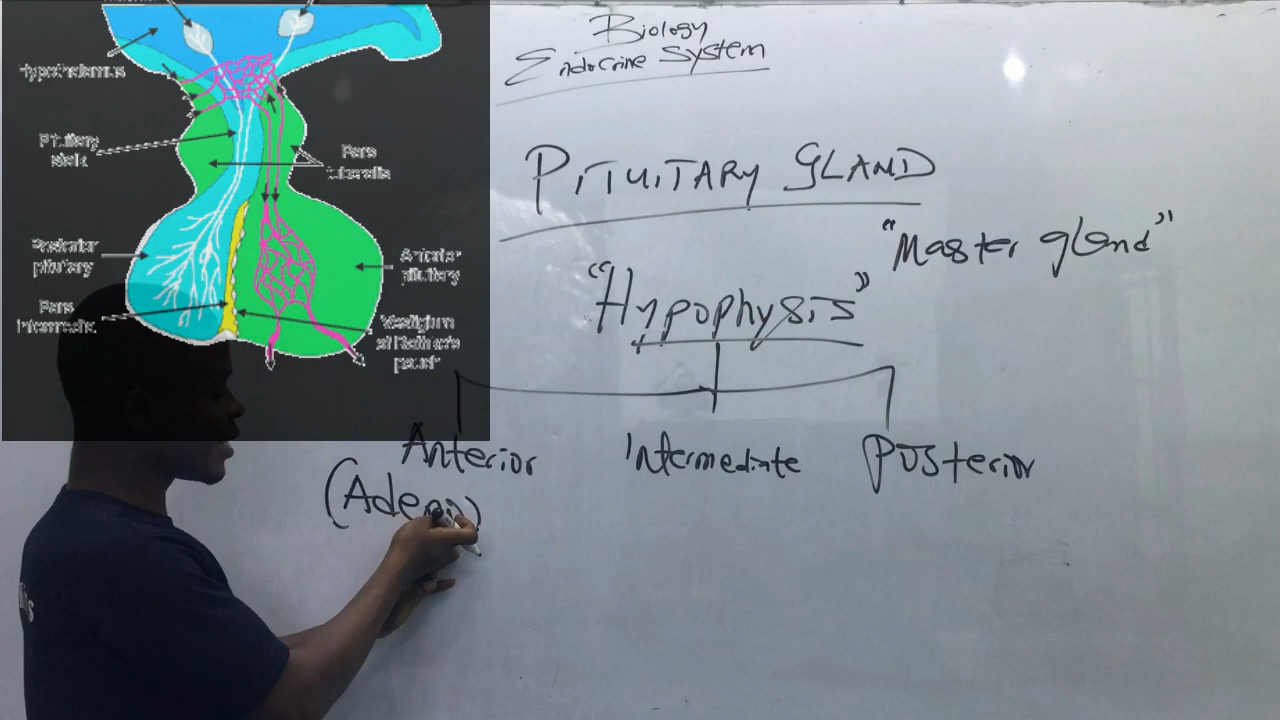 Hypothalamus
Pituitary
stalk
Pars
tuberalis
Posterior
pituitary
Anterior
pituitary
Pars
intermedia
Vestigium
of Rathke's
pouch
Biology
Endocrine System
PITUITARY GLAND
"Master gland"
"Hypophysis"
Anterior Intermediate Posterior